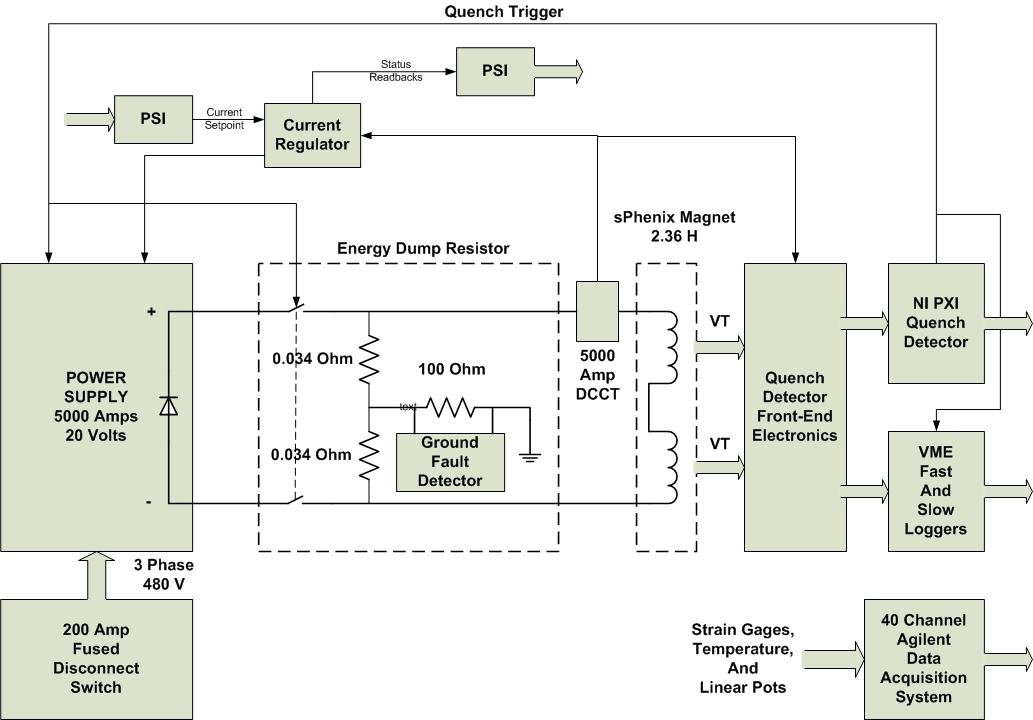 Quench Trigger
PSI
Current
Setpoint
Current
Regulator
Status
Readbacks
PSI
sPhenix Magnet
2.36 H
Energy Dump Resistor
+
-
POWER
SUPPLY
5000 Amps
20 Volts
0.034 Ohm
0.034 Ohm
100 Ohm
text
Ground
Fault
Detector
5000
Amp
DCCT
VT
VT
Quench
Detector
Front-End
Electronics
NI PXI
Quench
Detector
VME
Fast
And
Slow
Loggers
3 Phase
480 V
200 Amp
Fused
Disconnect
Switch
Strain Gages,
Temperature,
And
Linear Pots
40 Channel
Agilent
Data
Acquisition
System